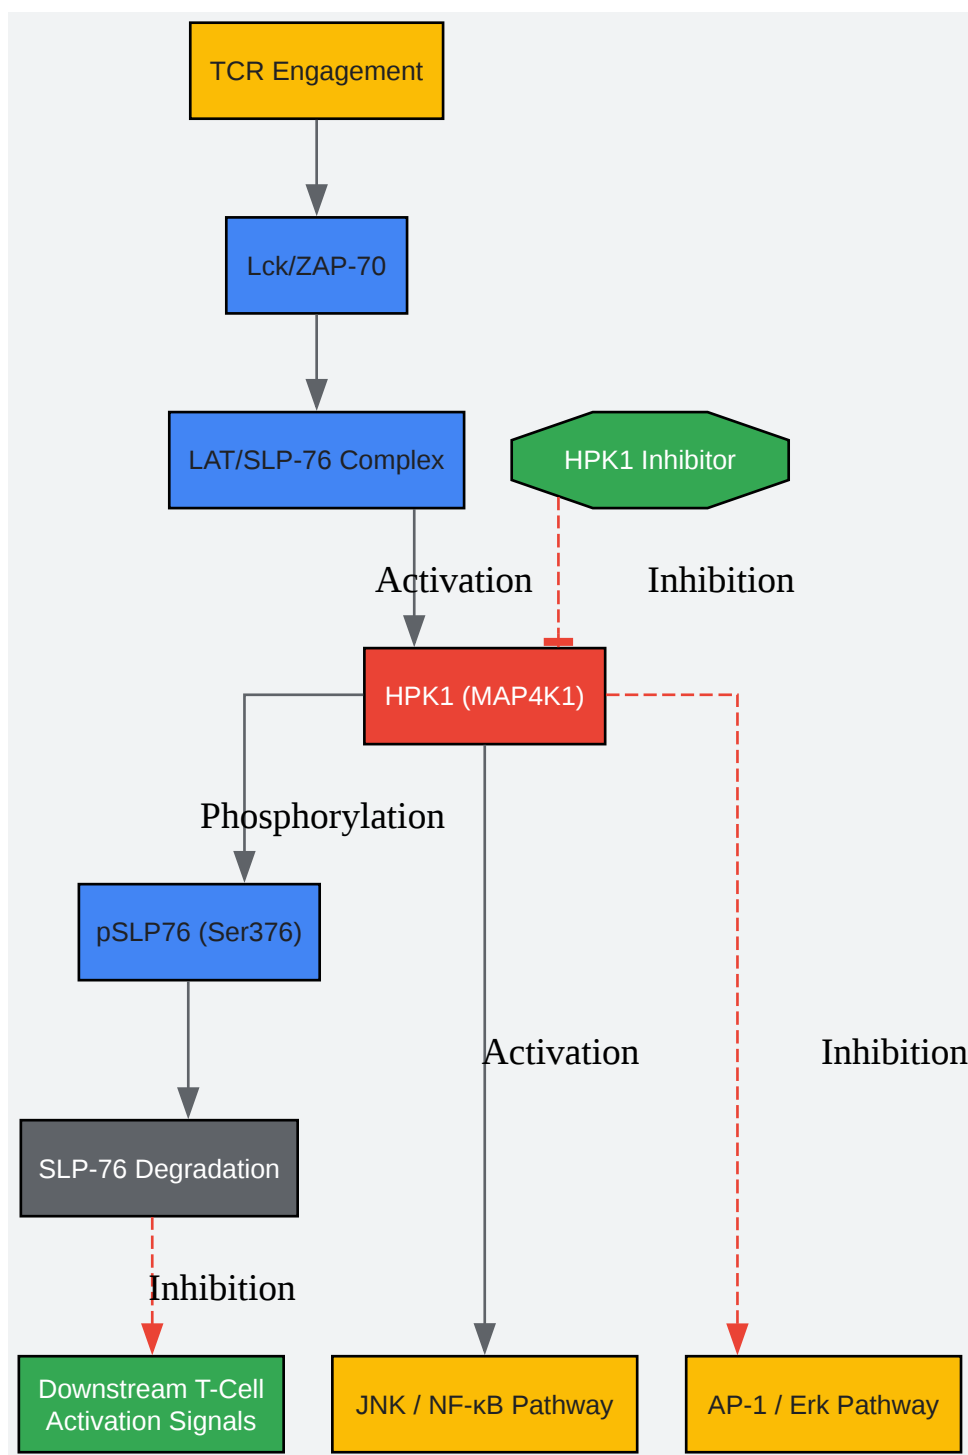 TCR Engagement
Lck/ZAP-70
LAT/SLP-76 Complex
HPK1 Inhibitor
Activation
Inhibition
HPK1 (MAP4K1)
Phosphorylation
pSLP76 (Ser376)
Activation
Inhibition
SLP-76 Degradation
Inhibition
Downstream T-Cell
Activation Signals
JNK / NF-κB Pathway
AP-1 / Erk Pathway